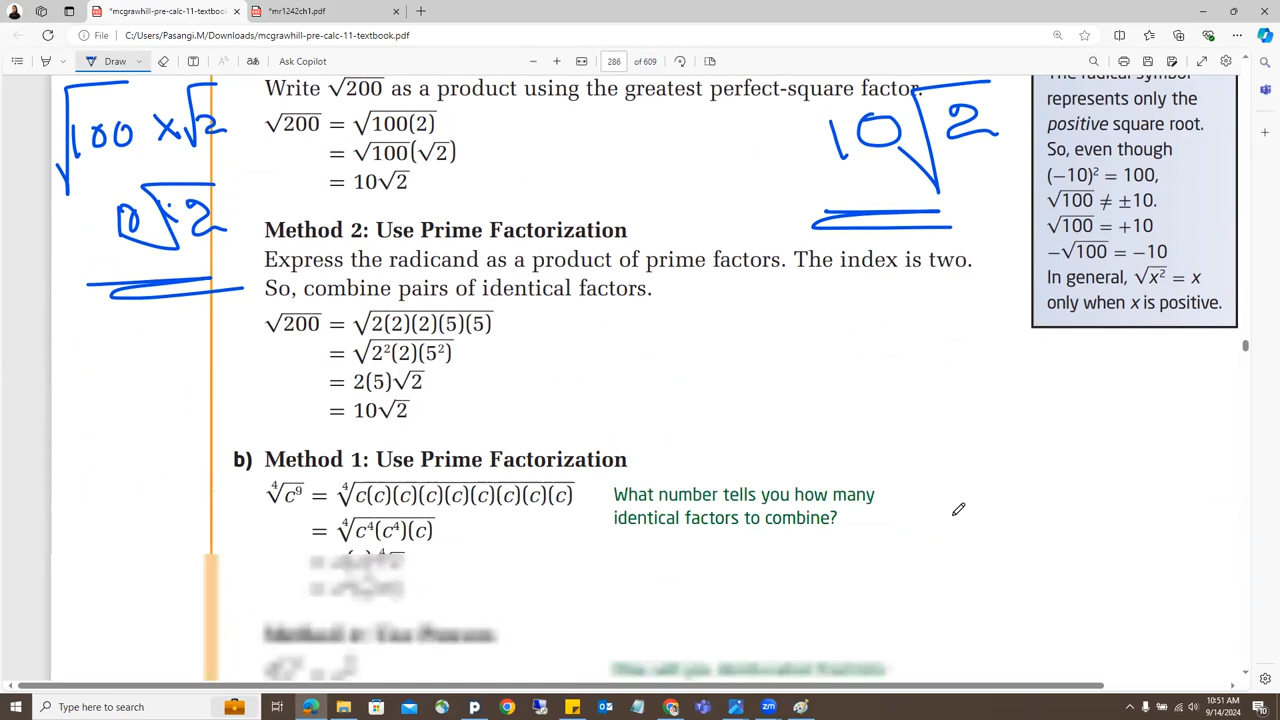 *mcgrawhill-pre-calc-11-textbook
*mr1242ch1.pdf
File C:/Users/Pasangi.M/Downloads/mcgrawhill-pre-calc-11-textbook.pdf
Draw Ask Copilot 286 of 609
Write √200 as a product using the greatest perfect-square factor.
√200 = √100(2)
= √100(√2)
= 10√2
√100 × √2
10√2
10√2
The radical symbol
represents only the
positive square root.
So, even though
(−10)² = 100,
√100 ≠ ±10.
√100 = +10
−√100 = −10
In general, √x² = x
only when x is positive.
Method 2: Use Prime Factorization
Express the radicand as a product of prime factors. The index is two.
So, combine pairs of identical factors.
√200 = √2(2)(2)(5)(5)
= √2²(2)(5²)
= 2(5)√2
= 10√2
b) Method 1: Use Prime Factorization
⁴√c⁹ = ⁴√c(c)(c)(c)(c)(c)(c)(c)(c)
= ⁴√c⁴(c⁴)(c)
What number tells you how many
identical factors to combine?
Type here to search
10:51 AM
9/14/2024